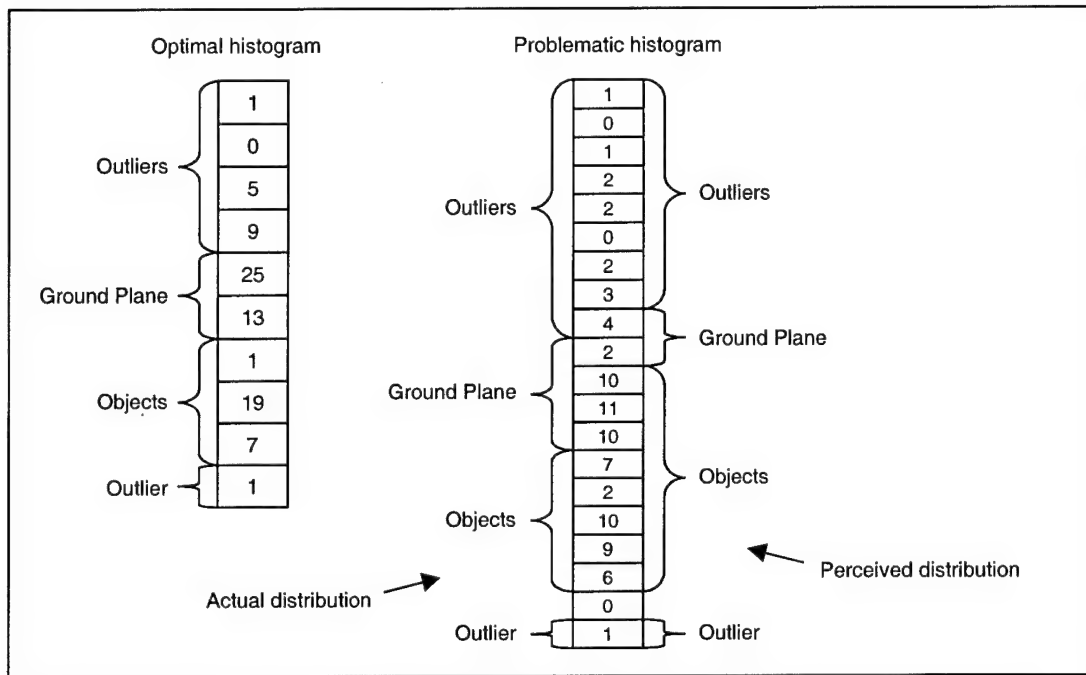 Optimal histogram
1
0
5
9
25
13
1
19
7
1
Outliers
Ground Plane
Objects
Outlier
Problematic histogram
1
0
1
2
2
0
2
3
4
2
10
11
10
7
2
10
9
6
0
1
Outliers
Ground Plane
Objects
Outlier
Actual distribution
Outliers
Ground Plane
Objects
Outlier
Perceived distribution